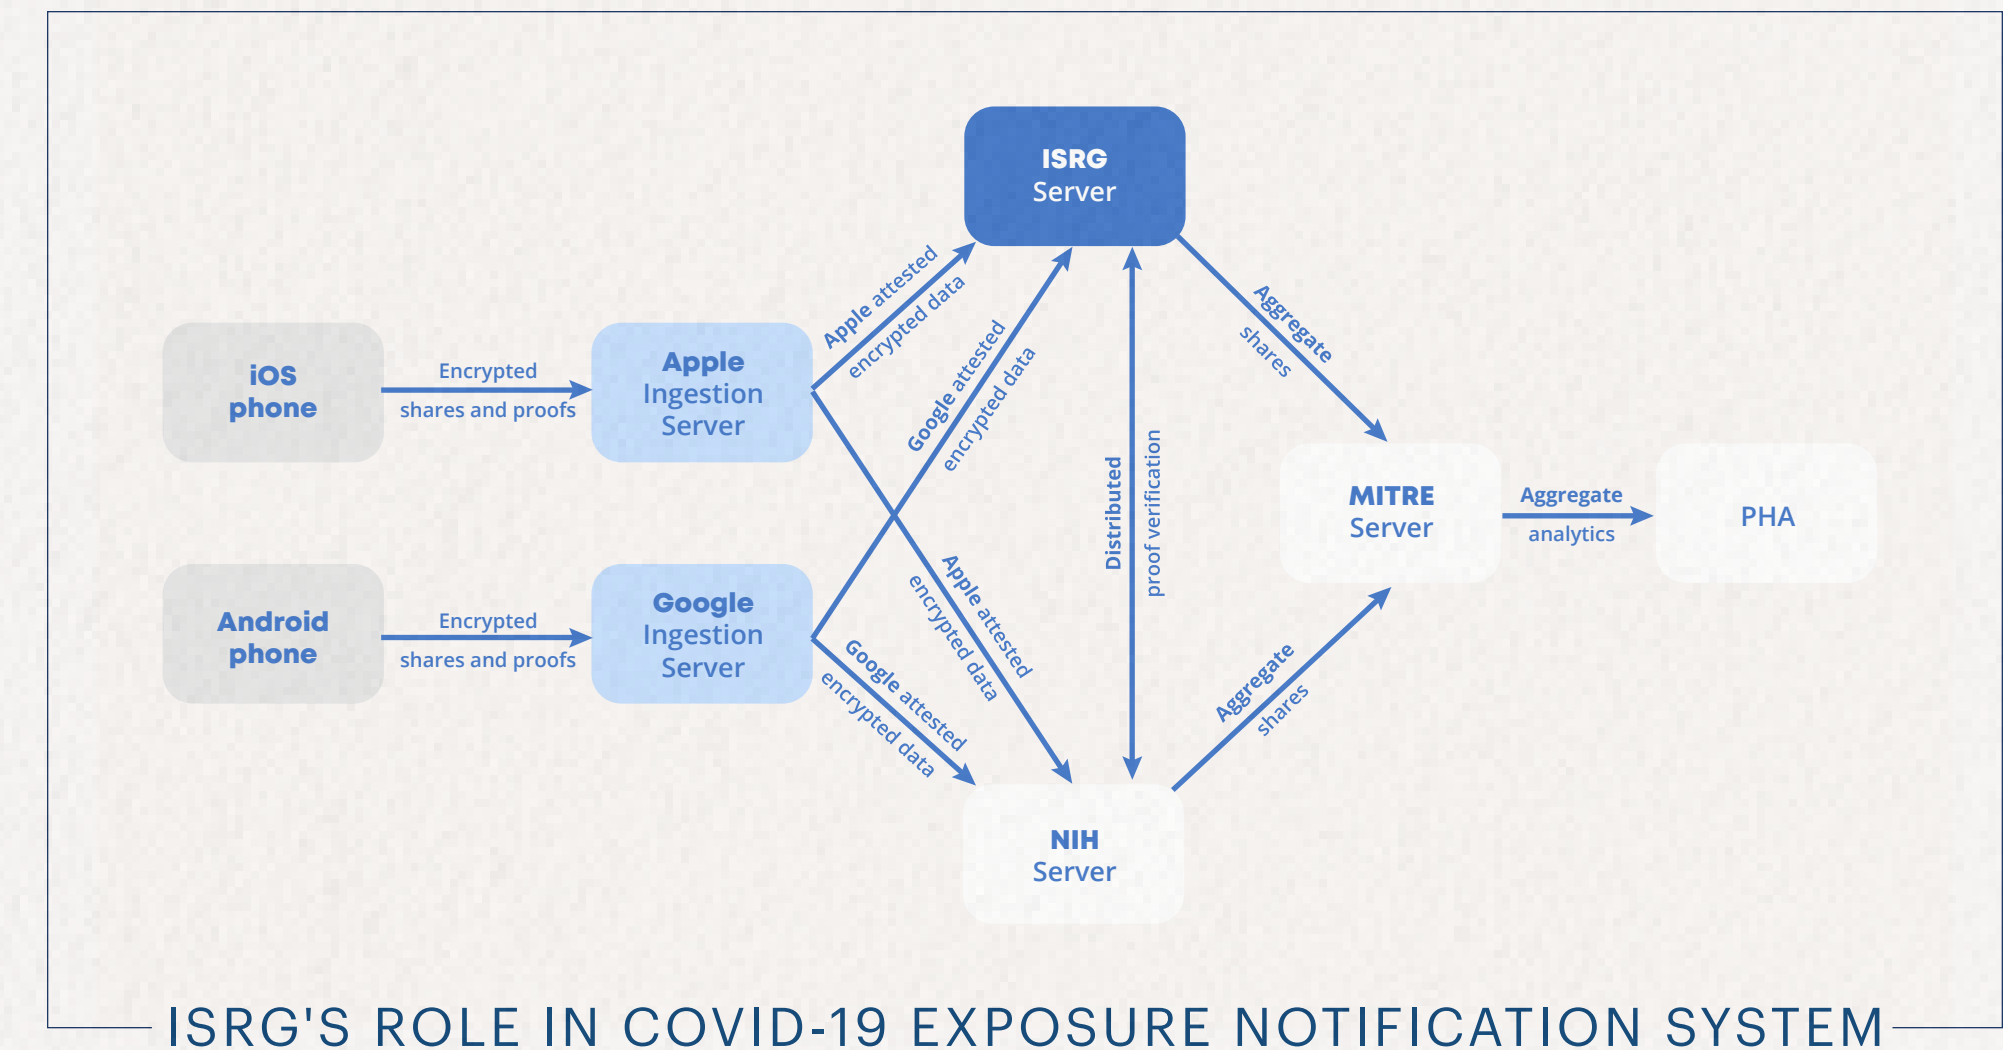 ISRG
Server
Apple attested
encrypted data
Google attested
encrypted data
Aggregate
shares
iOS
phone
Encrypted
shares and proofs
Apple
Ingestion
Server
Distributed
proof verification
MITRE
Server
Aggregate
analytics
PHA
Android
phone
Encrypted
shares and proofs
Google
Ingestion
Server
Apple attested
encrypted data
Google attested
encrypted data
Aggregate
shares
NIH
Server
ISRG'S ROLE IN COVID-19 EXPOSURE NOTIFICATION SYSTEM